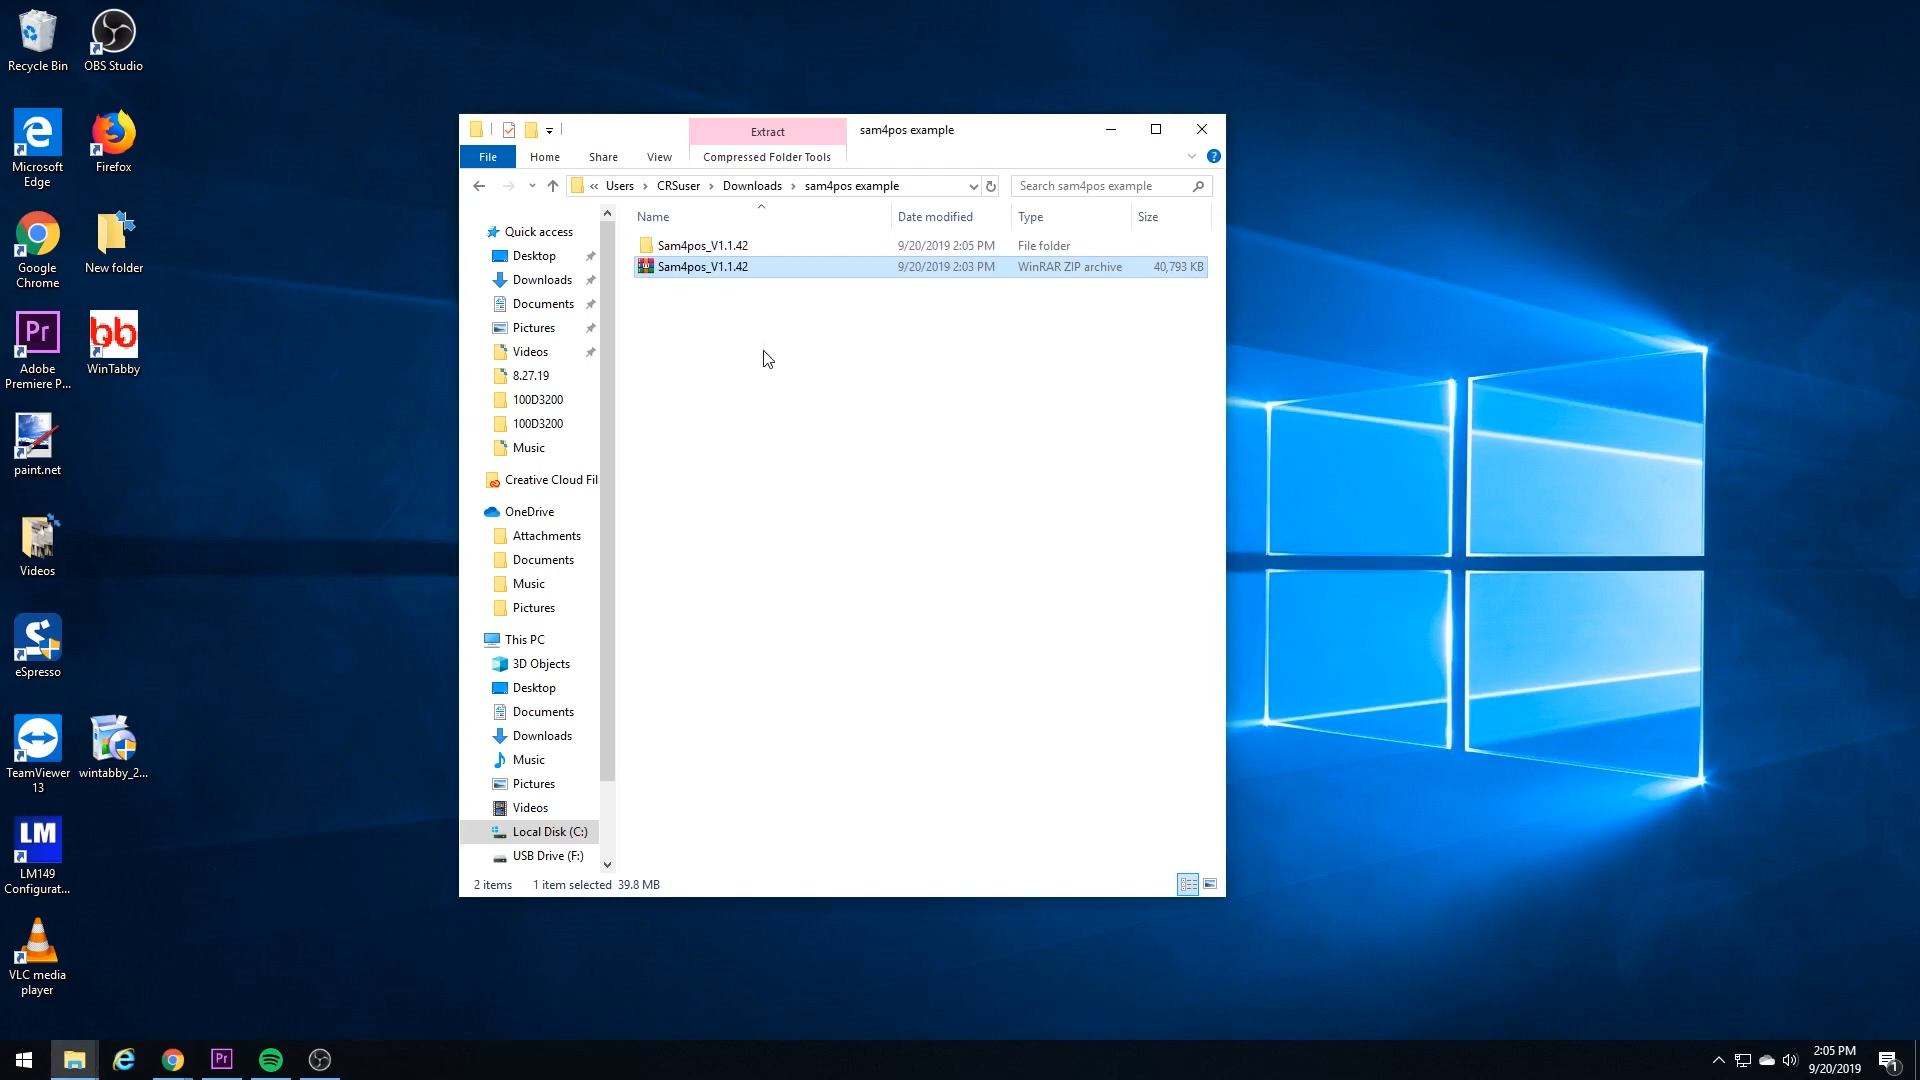 Recycle Bin
OBS Studio
Microsoft
Edge
Firefox
Google
Chrome
New folder
Pr
Adobe
Premiere P...
bb
WinTabby
paint.net
Videos
eSpresso
TeamViewer
13
wintabby_2...
LM
LM149
Configurat...
VLC media
player
Extract
sam4pos example
File
Home
Share
View
Compressed Folder Tools
« Users › CRSuser › Downloads › sam4pos example
Search sam4pos example
Name
Date modified
Type
Size
Sam4pos_V1.1.42 9/20/2019 2:05 PM File folder
Sam4pos_V1.1.42 9/20/2019 2:03 PM WinRAR ZIP archive 40,793 KB
Quick access
Desktop
Downloads
Documents
Pictures
Videos
8.27.19
100D3200
100D3200
Music
Creative Cloud Fil
OneDrive
Attachments
Documents
Music
Pictures
This PC
3D Objects
Desktop
Documents
Downloads
Music
Pictures
Videos
Local Disk (C:)
USB Drive (F:)
2 items 1 item selected 39.8 MB
Pr
2:05 PM
9/20/2019
1